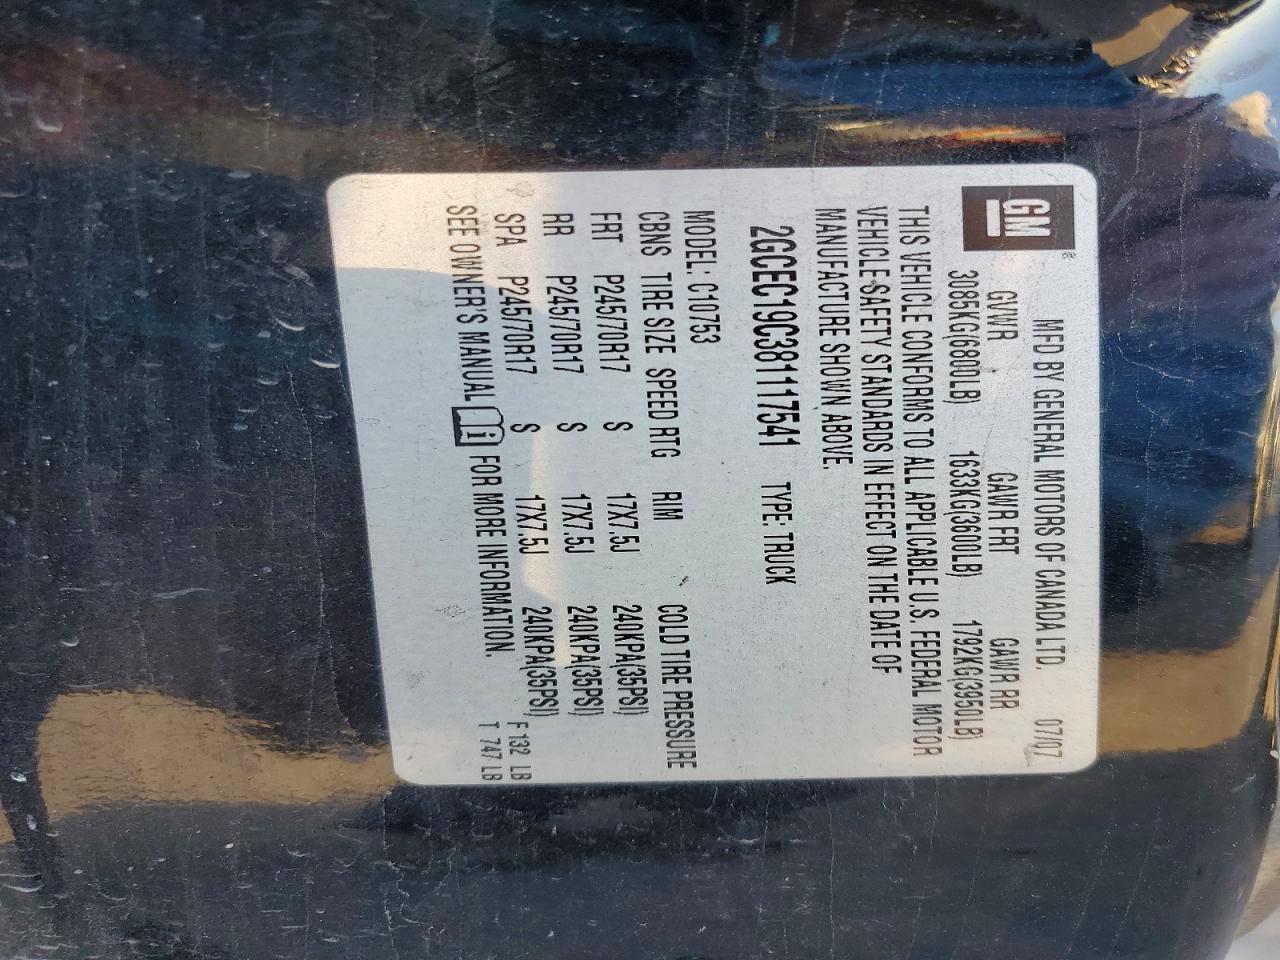 GM
®
MFD BY GENERAL MOTORS OF CANADA LTD 07/07
GVWR GAWR FRT GAWR RR
3085KG(6800LB) 1633KG(3600LB) 1792KG(3950LB)
THIS VEHICLE CONFORMS TO ALL APPLICABLE U.S. FEDERAL MOTOR
VEHICLE SAFETY STANDARDS IN EFFECT ON THE DATE OF
MANUFACTURE SHOWN ABOVE.
2GCEC19C381117541 TYPE: TRUCK
MODEL: C10753
CBNS TIRE SIZE SPEED RTG RIM COLD TIRE PRESSURE
FRT P245/70R17 S 17X7.5J 240KPA(35PSI)
RR P245/70R17 S 17X7.5J 240KPA(35PSI)
SPA P245/70R17 S 17X7.5J 240KPA(35PSI)
SEE OWNER'S MANUAL i FOR MORE INFORMATION.
F 132 LB
T 747 LB